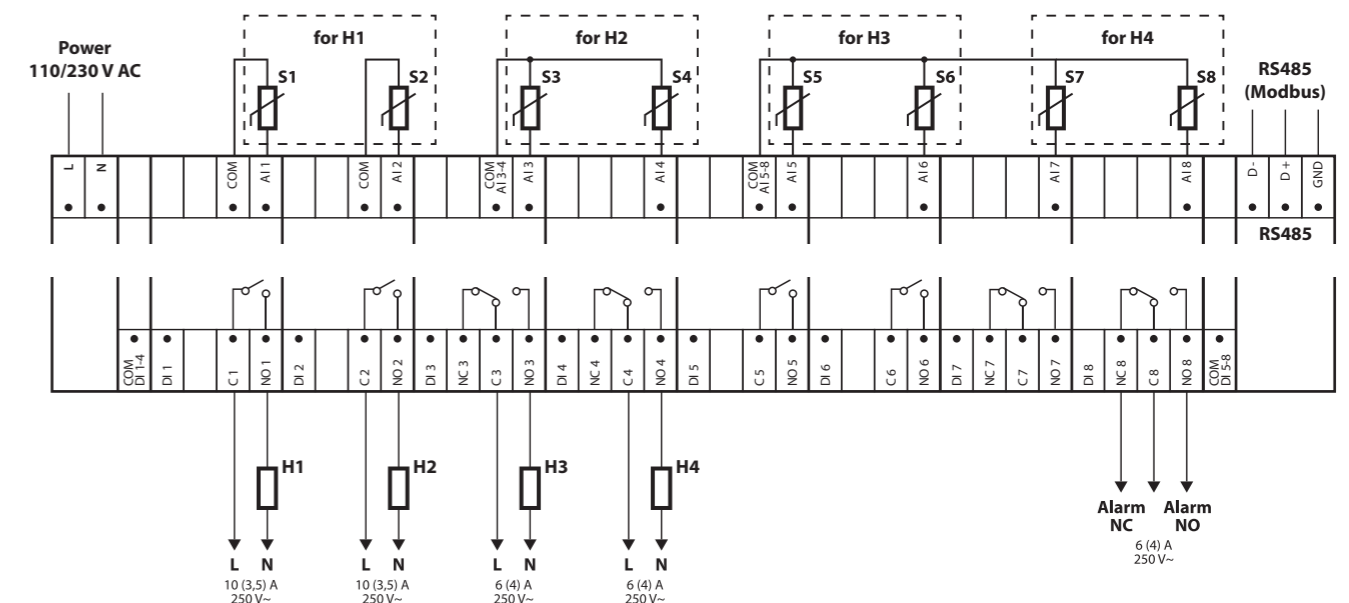 Power
110/230 V AC
for H1
for H2
for H3
for H4
S1
S2
S3
S4
S5
S6
S7
S8
RS485
(Modbus)
L
N
COM
AI 1
COM
AI 2
COM
AI 3-4
AI 3
AI 4
COM
AI 5-8
AI 5
AI 6
AI 7
AI 8
D -
D +
GND
RS485
COM
DI 1-4
DI 1
C 1
NO 1
DI 2
C 2
NO 2
DI 3
NC 3
C 3
NO 3
DI 4
NC 4
C 4
NO 4
DI 5
C 5
NO 5
DI 6
C 6
NO 6
DI 7
NC 7
C 7
NO 7
DI 8
NC 8
C 8
NO 8
COM
DI 5-8
H1
H2
H3
H4
L N
10 (3,5) A
250 V~
L N
10 (3,5) A
250 V~
L N
6 (4) A
250 V~
L N
6 (4) A
250 V~
Alarm
NC
Alarm
NO
6 (4) A
250 V~